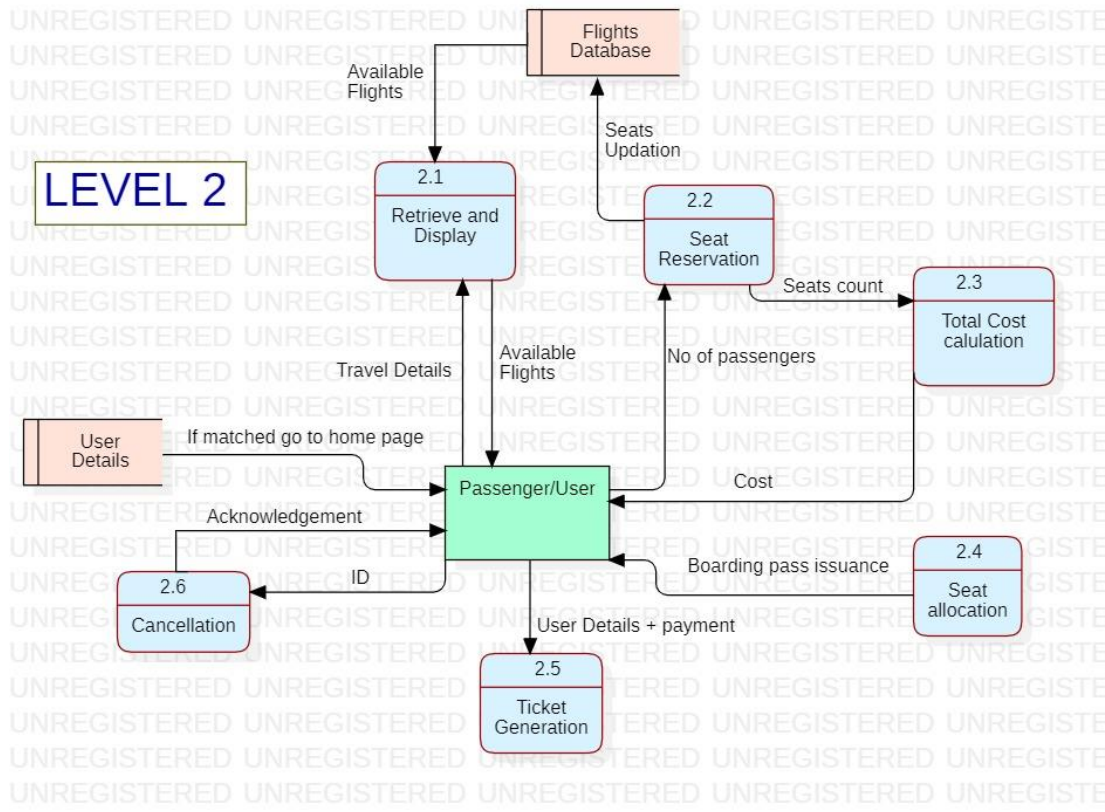 UNREGISTERED UNREGISTERED UNREGISTERED UNREGISTERED UNREGISTE
Flights
Database
Available
Flights
Seats
Updation
LEVEL 2
2.1
Retrieve and
Display
2.2
Seat
Reservation
Seats count
2.3
Total Cost
calulation
Travel Details
Available
Flights
No of passengers
User
Details
If matched go to home page
Passenger/User
Cost
Acknowledgement
ID
2.6
Cancellation
Boarding pass issuance
2.4
Seat
allocation
User Details + payment
2.5
Ticket
Generation